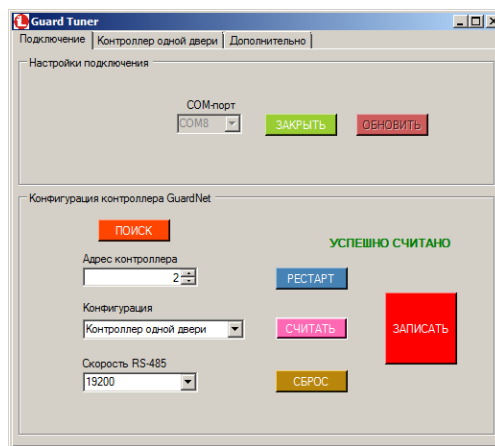 Guard Tuner
Подключение Контроллер одной двери Дополнительно
Настройки подключения
COM-порт
COM8 ЗАКРЫТЬ ОБНОВИТЬ
Конфигурация контроллера GuardNet
ПОИСК
УСПЕШНО СЧИТАНО
Адрес контроллера
2 РЕСТАРТ
Конфигурация
Контроллер одной двери СЧИТАТЬ ЗАПИСАТЬ
Скорость RS-485
19200 СБРОС